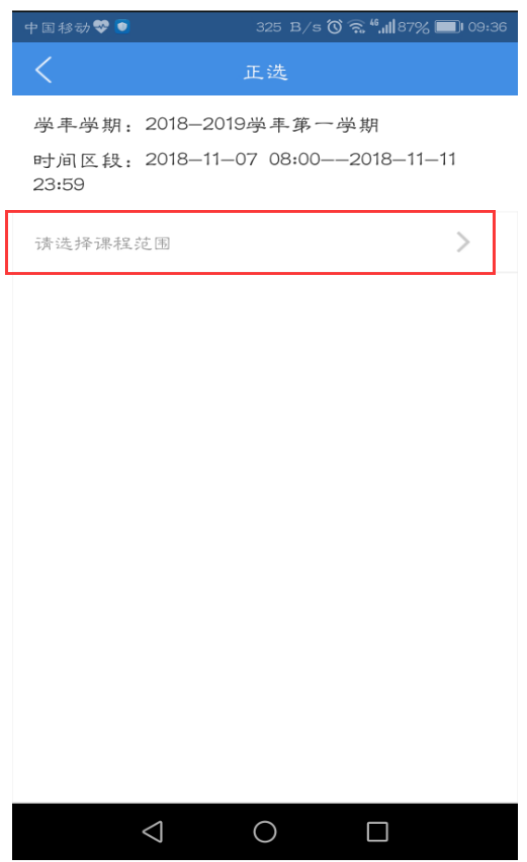 中国移动 325 B/s 46 87% 09:36
正选
学年学期：2018—2019学年第一学期
时间区段：2018—11—07 08:00——2018—11—11
23:59
请选择课程范围